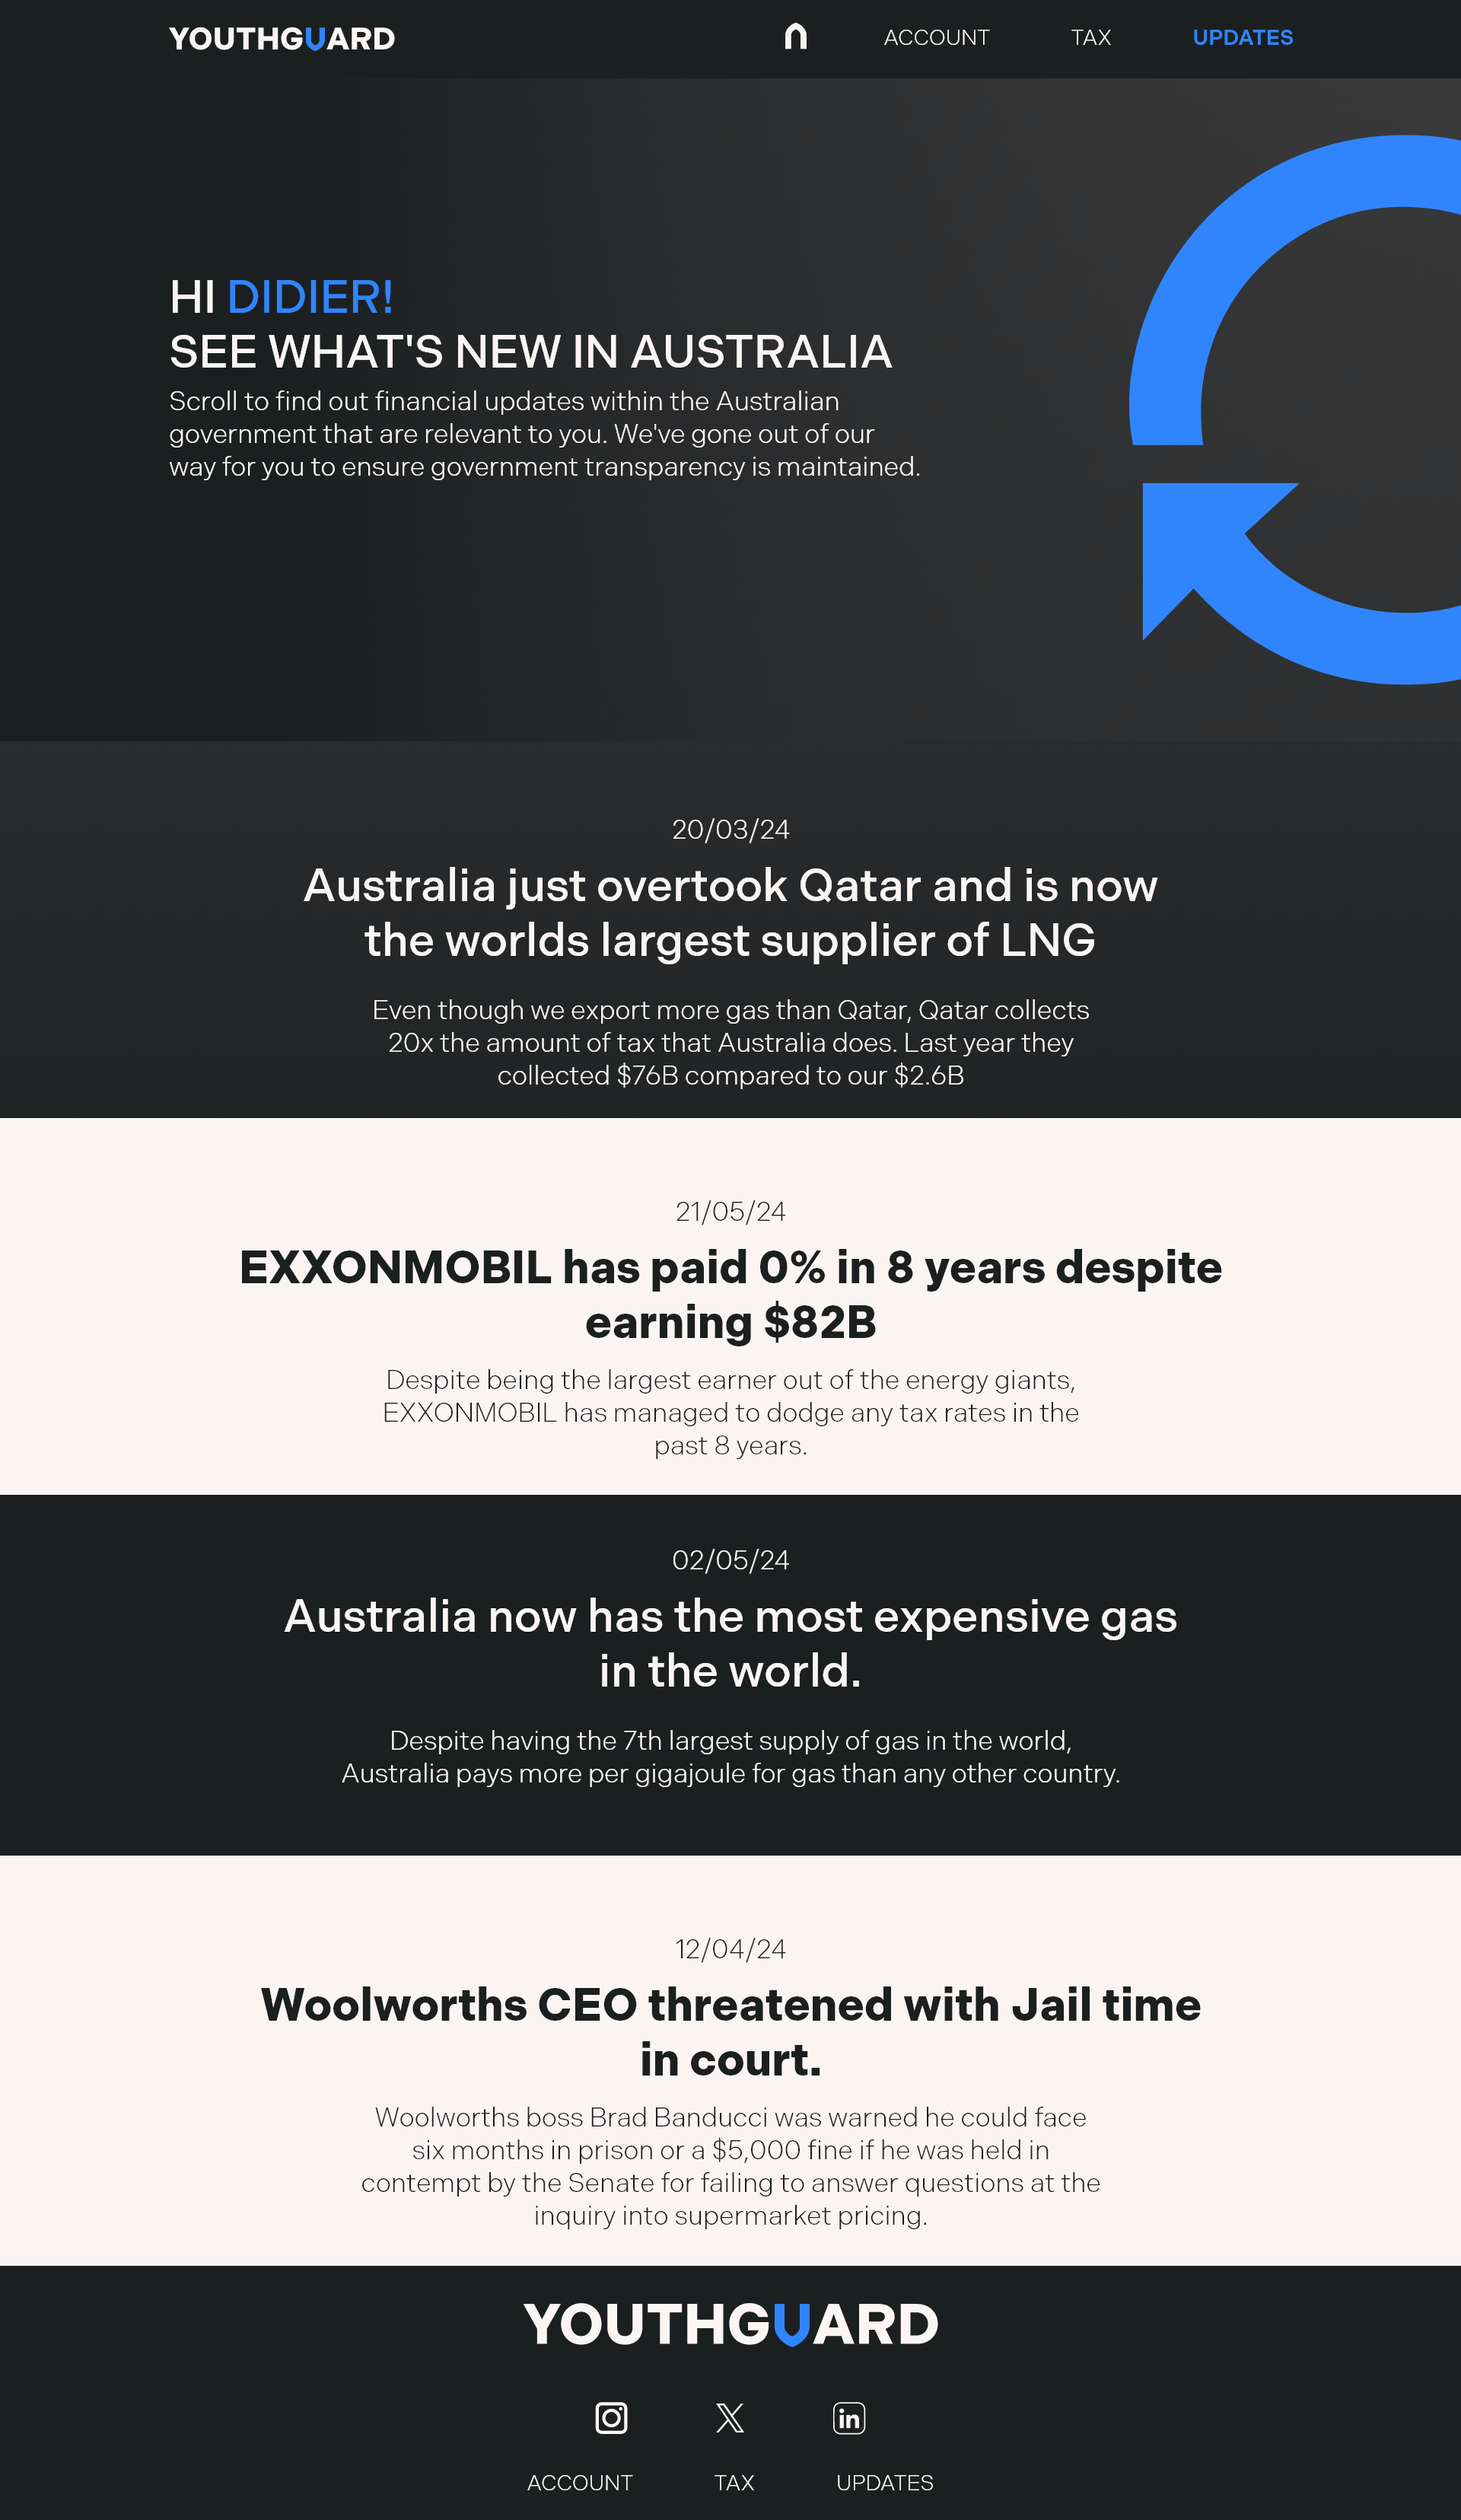 YOUTHGUARD
ACCOUNT
TAX
UPDATES
HI DIDIER!
SEE WHAT'S NEW IN AUSTRALIA
Scroll to find out financial updates within the Australian
government that are relevant to you. We've gone out of our
way for you to ensure government transparency is maintained.
20/03/24
Australia just overtook Qatar and is now
the worlds largest supplier of LNG
Even though we export more gas than Qatar, Qatar collects
20x the amount of tax that Australia does. Last year they
collected $76B compared to our $2.6B
21/05/24
EXXONMOBIL has paid 0% in 8 years despite
earning $82B
Despite being the largest earner out of the energy giants,
EXXONMOBIL has managed to dodge any tax rates in the
past 8 years.
02/05/24
Australia now has the most expensive gas
in the world.
Despite having the 7th largest supply of gas in the world,
Australia pays more per gigajoule for gas than any other country.
12/04/24
Woolworths CEO threatened with Jail time
in court.
Woolworths boss Brad Banducci was warned he could face
six months in prison or a $5,000 fine if he was held in
contempt by the Senate for failing to answer questions at the
inquiry into supermarket pricing.
YOUTHGUARD
in
ACCOUNT
TAX
UPDATES